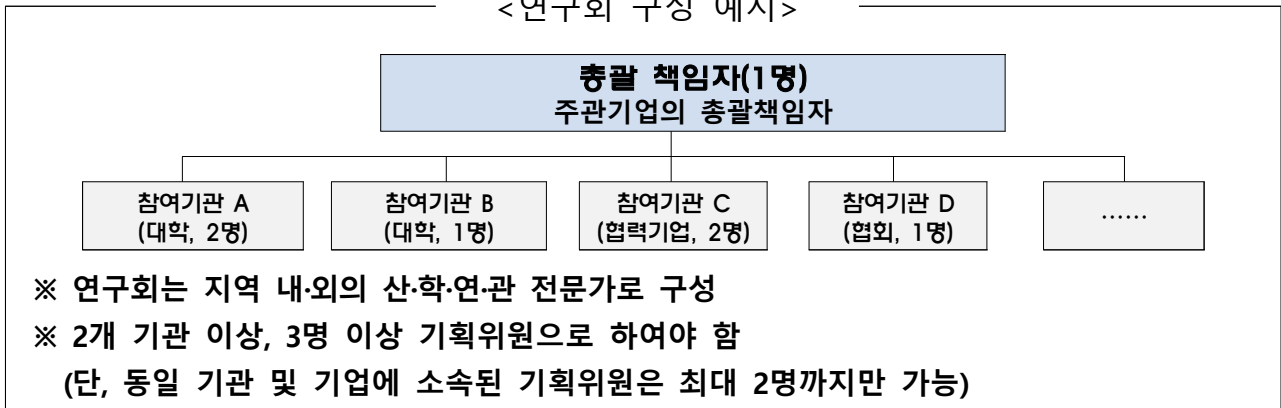 <연구회 구성 예시>
총괄 책임자(1명)
주관기업의 총괄책임자
참여기관 A
(대학, 2명)
참여기관 B
(대학, 1명)
참여기관 C
(협력기업, 2명)
참여기관 D
(협회, 1명)
……
※ 연구회는 지역 내·외의 산·학·연·관 전문가로 구성
※ 2개 기관 이상, 3명 이상 기획위원으로 하여야 함
(단, 동일 기관 및 기업에 소속된 기획위원은 최대 2명까지만 가능)